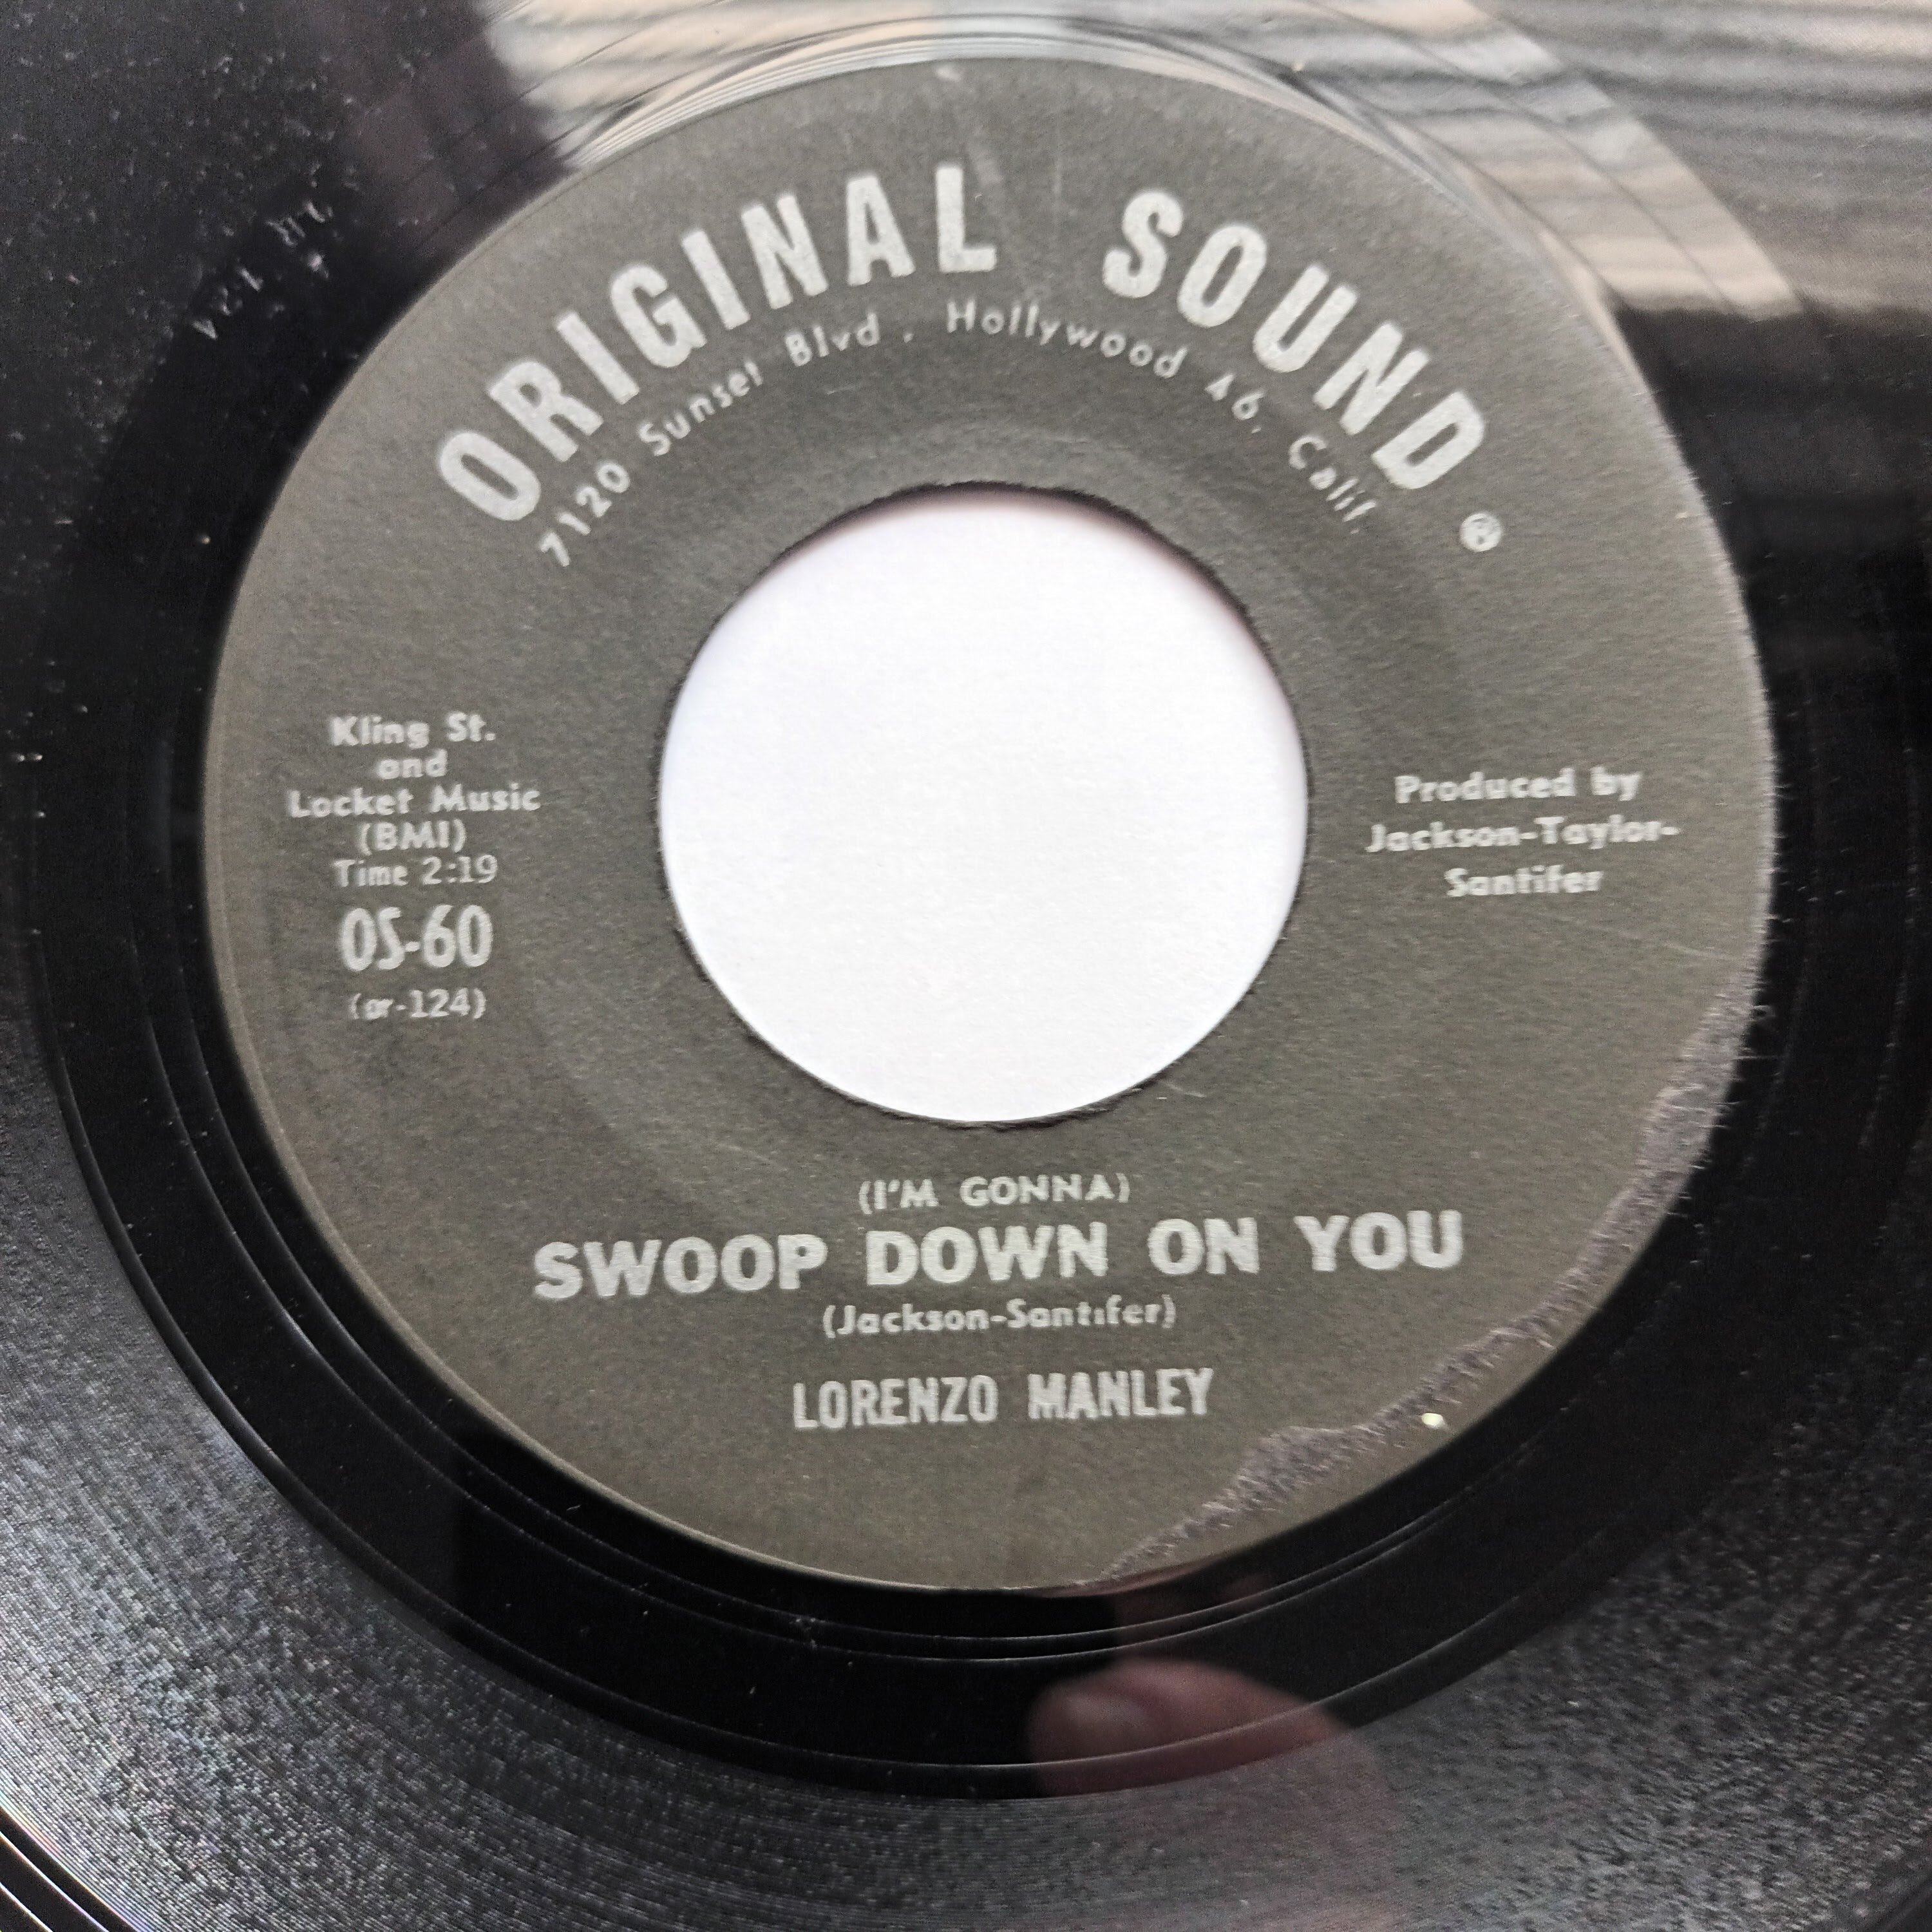 ORIGINAL SOUND ®
7120 Sunset Blvd., Hollywood 46, Calif.
Kling St.
and
Locket Music
(BMI)
Time 2:19
OS-60
(or-124)
Produced by
Jackson-Taylor-
Santifer
(I'M GONNA)
SWOOP DOWN ON YOU
(Jackson-Santifer)
LORENZO MANLEY